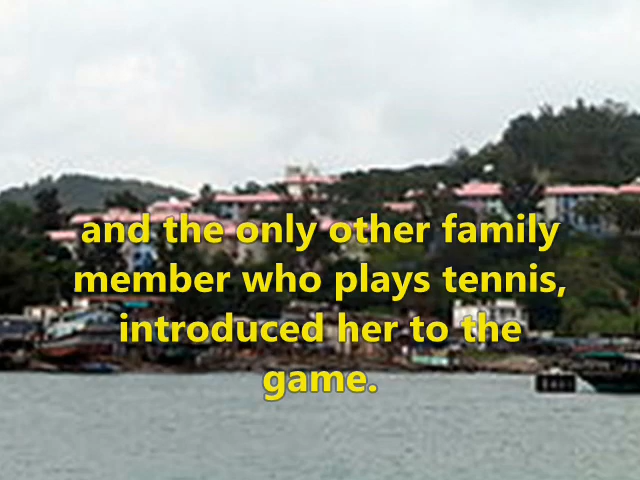 and the only other family
member who plays tennis,
introduced her to the
game.